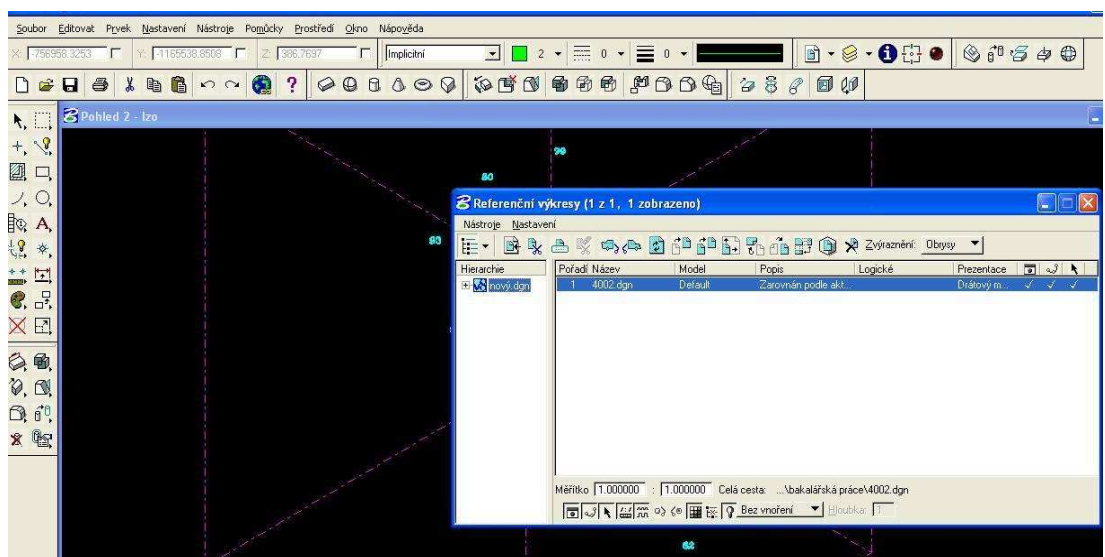 Soubor Editovat Prvek Nastavení Nástroje Pomůcky Prostředí Okno Nápověda
X: -756958.3253 Y: -1165538.8508 Z: 386.7697 Implicitní 2 0 0
Pohled 2 - Izo
99
80
Referenční výkresy (1 z 1, 1 zobrazeno)
Nástroje Nastavení
Zvýraznění: Obrysy
Hierarchie Pořadí Název Model Popis Logické Prezentace
nový.dgn 1 4002.dgn Default Zarovnán podle akt... Drátový m...
Měřítko 1.000000 : 1.000000 Celá cesta: ...\bakalářská práce\4002.dgn
Bez vnoření Hloubka: 1
62